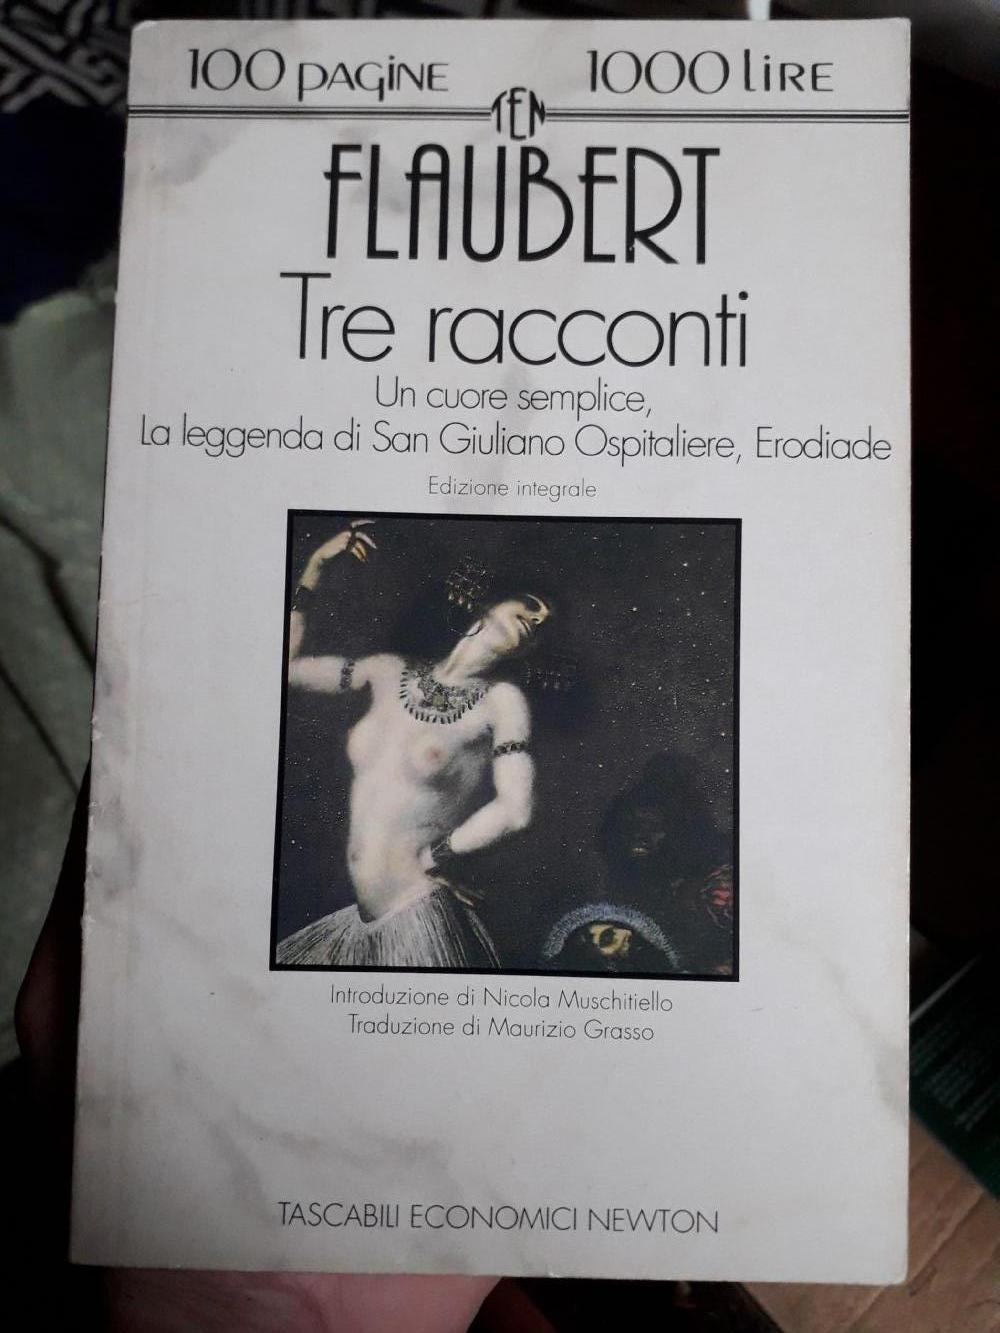 100 PAGINE 1000 LIRE
TEN
FLAUBERT
Tre racconti
Un cuore semplice,
La leggenda di San Giuliano Ospitaliere, Erodiade
Edizione integrale
Introduzione di Nicola Muschitiello
Traduzione di Maurizio Grasso
TASCABILI ECONOMICI NEWTON